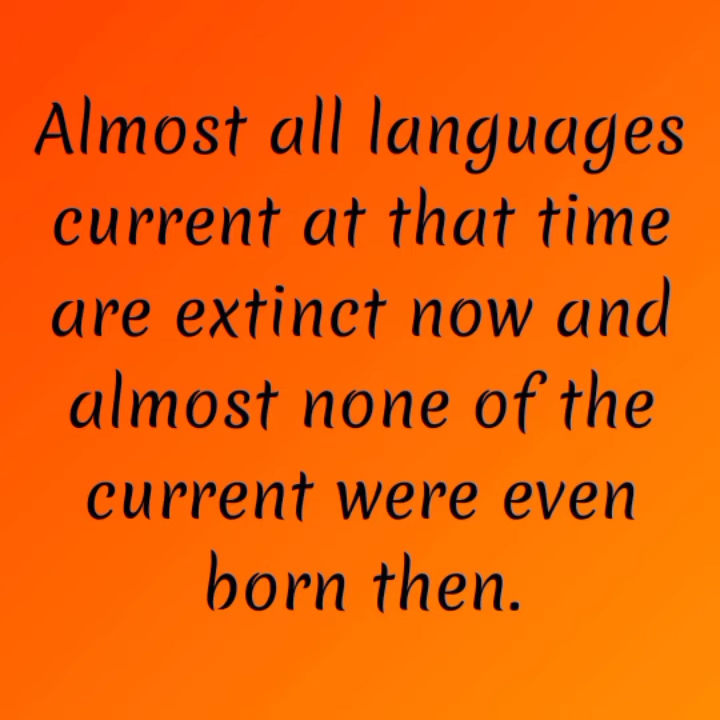 Almost all languages
current at that time
are extinct now and
almost none of the
current were even
born then.